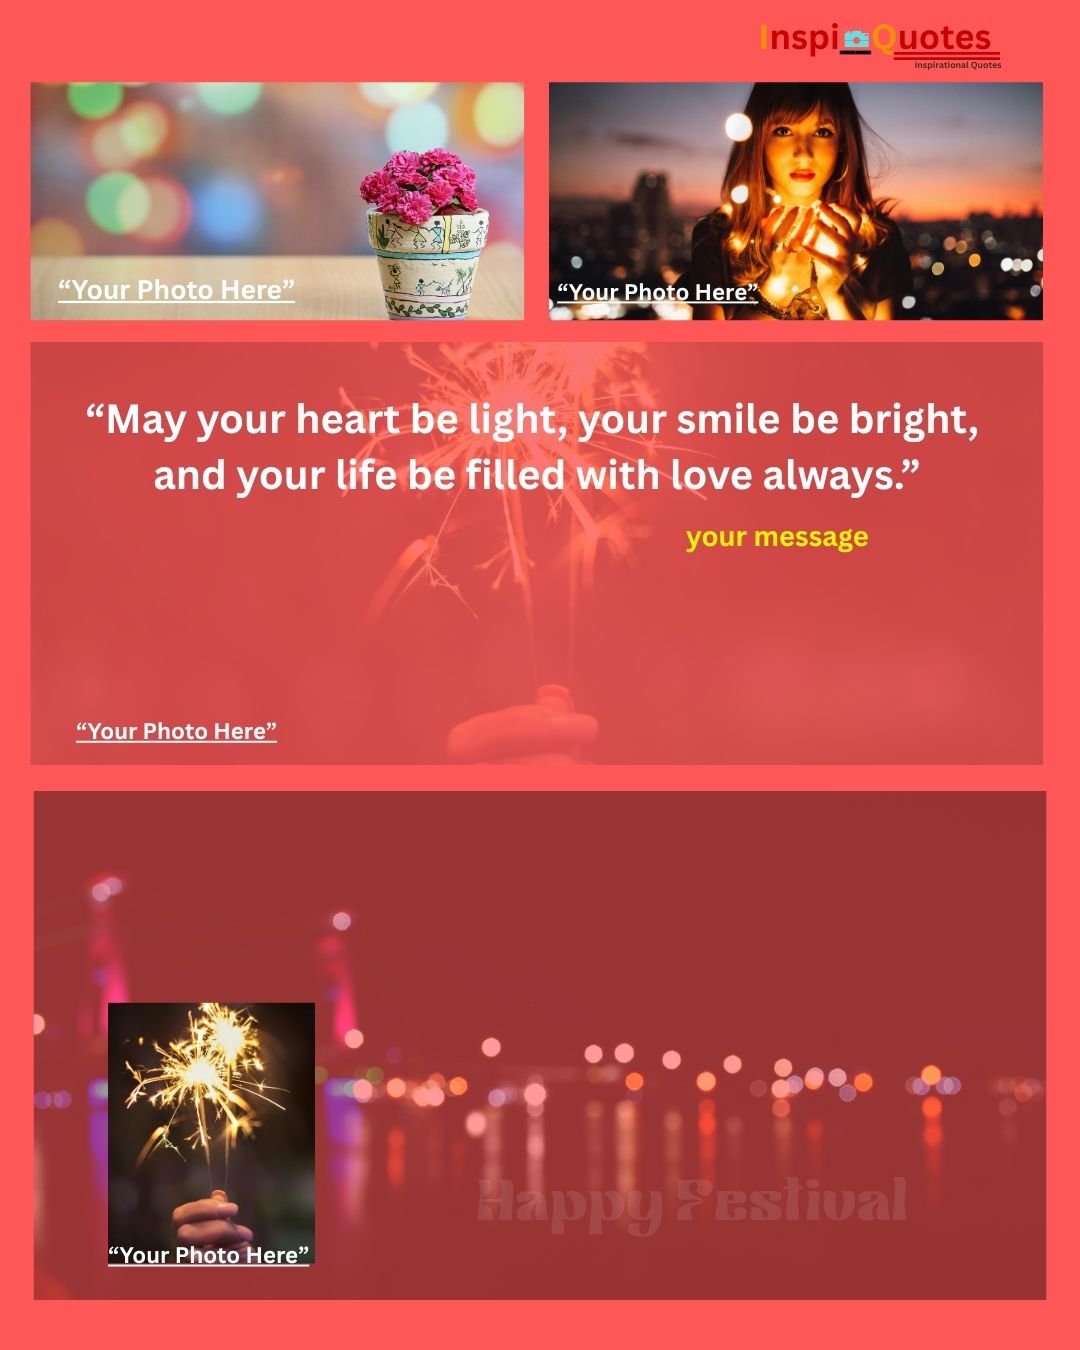 InspiQuotes
Inspirational Quotes
“Your Photo Here”
“Your Photo Here”
“May your heart be light, your smile be bright,
and your life be filled with love always.”
your message
“Your Photo Here”
Happy Festival
“Your Photo Here”